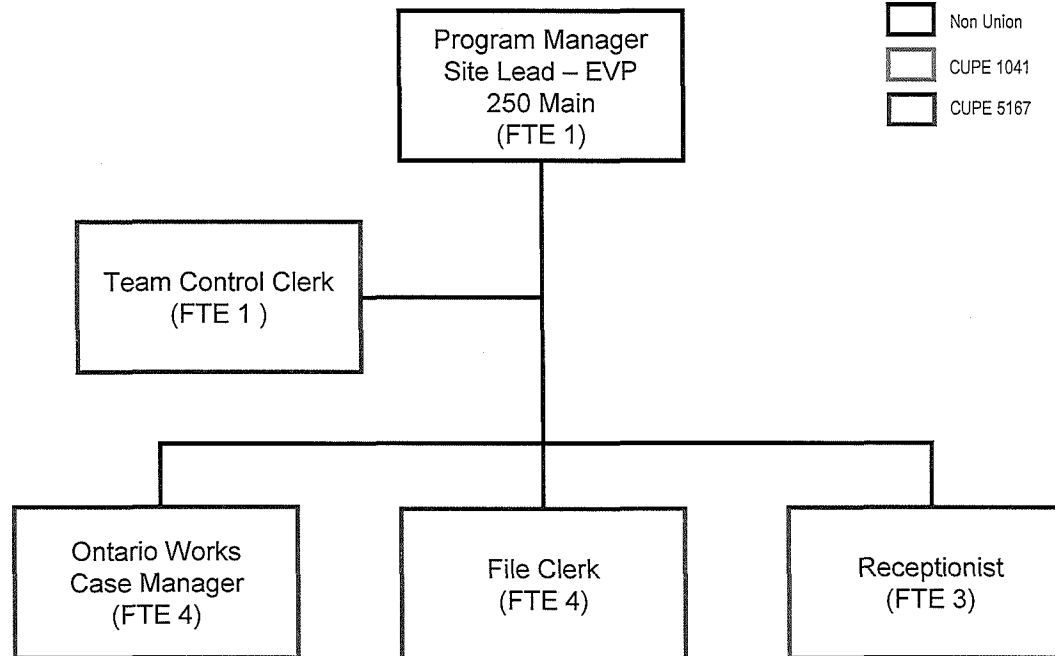 Program Manager
Site Lead – EVP
250 Main
(FTE 1)
Non Union
CUPE 1041
CUPE 5167
Team Control Clerk
(FTE 1 )
Ontario Works
Case Manager
(FTE 4)
File Clerk
(FTE 4)
Receptionist
(FTE 3)